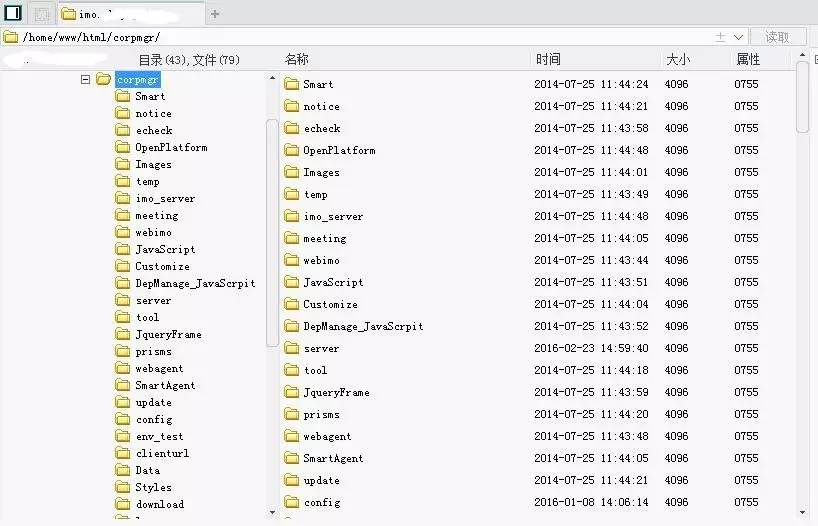 imo.
/home/www/html/corpmgr/
读取
目录(43),文件(79)
名称 时间 大小 属性
corpmgr
Smart
notice
echeck
OpenPlatform
Images
temp
imo_server
meeting
webimo
JavaScript
Customize
DepManage_JavaScrpit
server
tool
JqueryFrame
prisms
webagent
SmartAgent
update
config
env_test
clienturl
Data
Styles
download
Smart 2014-07-25 11:44:24 4096 0755
notice 2014-07-25 11:44:21 4096 0755
echeck 2014-07-25 11:43:58 4096 0755
OpenPlatform 2014-07-25 11:44:48 4096 0755
Images 2014-07-25 11:44:01 4096 0755
temp 2014-07-25 11:43:49 4096 0755
imo_server 2014-07-25 11:44:48 4096 0755
meeting 2014-07-25 11:44:05 4096 0755
webimo 2014-07-25 11:43:44 4096 0755
JavaScript 2014-07-25 11:43:51 4096 0755
Customize 2014-07-25 11:44:04 4096 0755
DepManage_JavaScrpit 2014-07-25 11:43:52 4096 0755
server 2016-02-23 14:59:40 4096 0755
tool 2014-07-25 11:44:18 4096 0755
JqueryFrame 2014-07-25 11:43:59 4096 0755
prisms 2014-07-25 11:44:20 4096 0755
webagent 2014-07-25 11:43:48 4096 0755
SmartAgent 2014-07-25 11:44:05 4096 0755
update 2014-07-25 11:44:21 4096 0755
config 2016-01-08 14:06:14 4096 0755